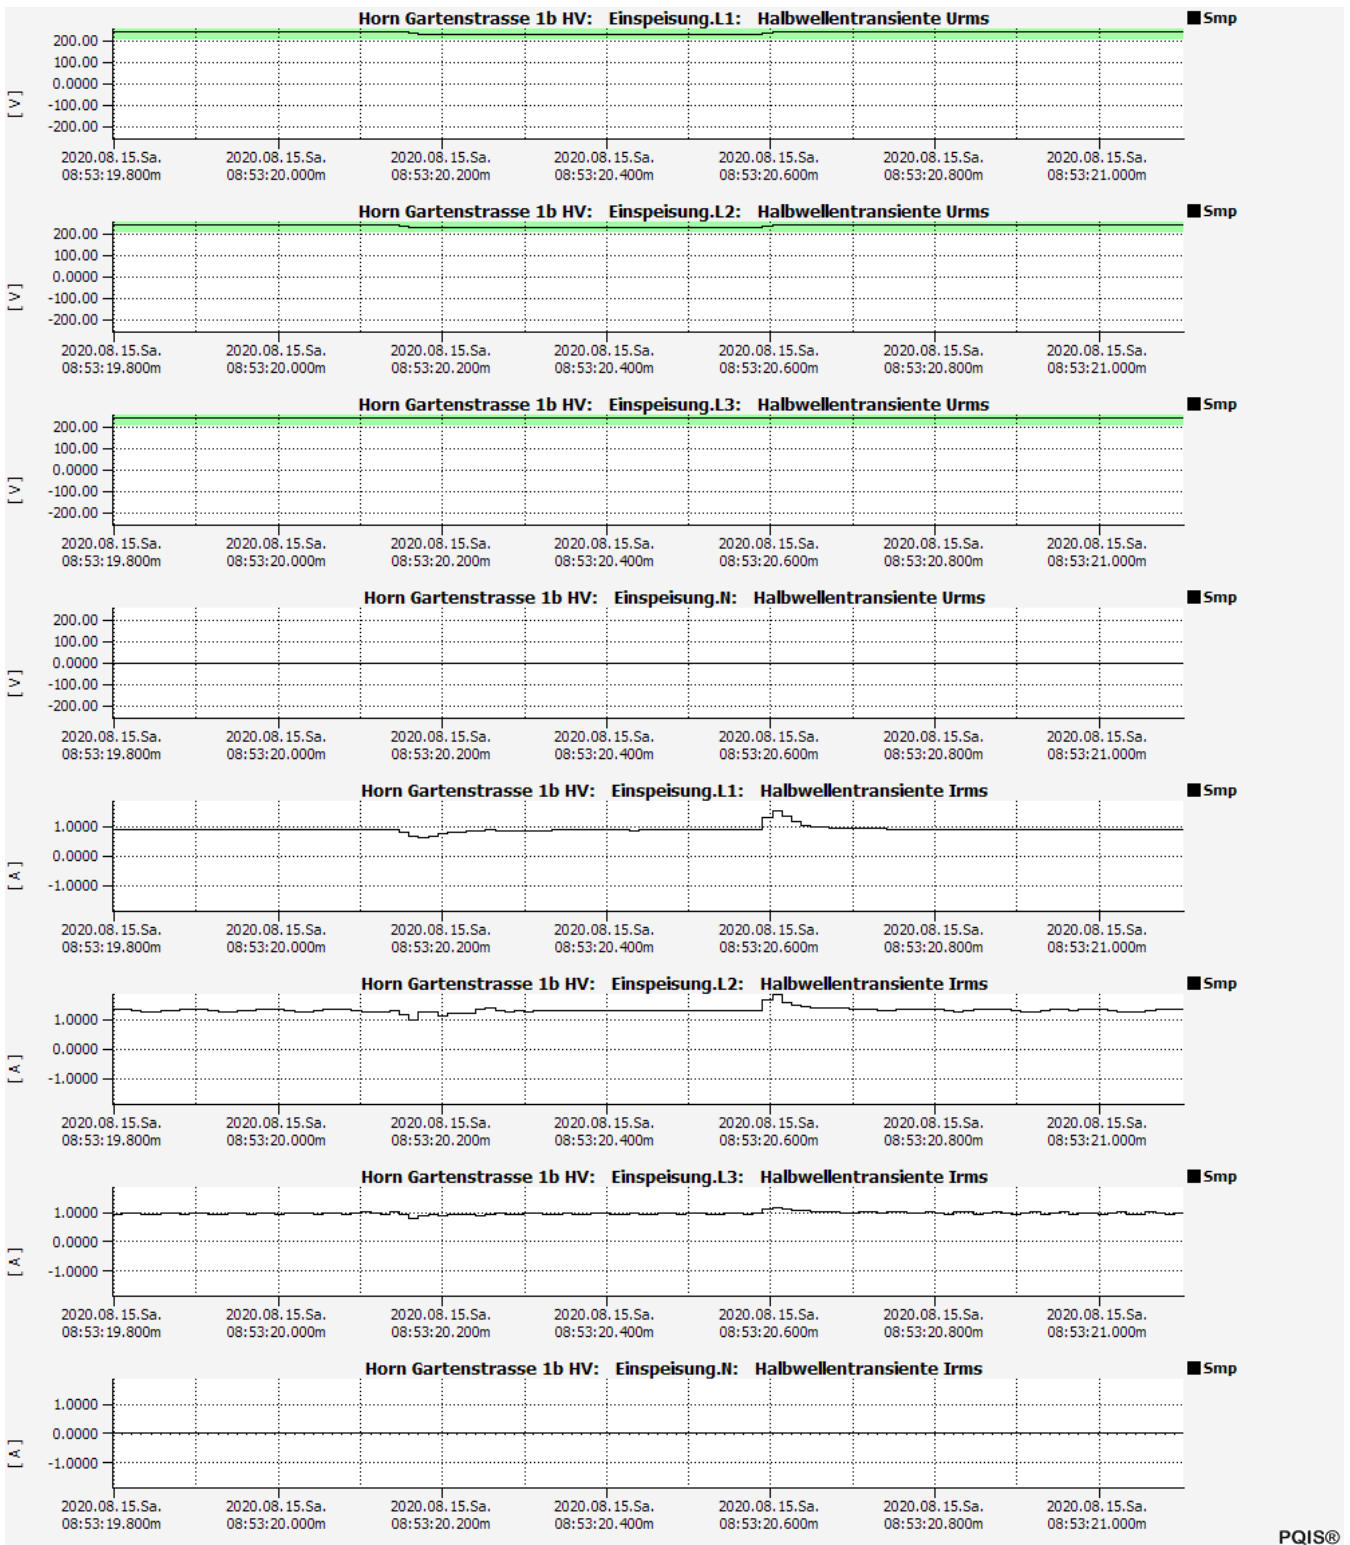 Horn Gartenstrasse 1b HV: Einspeisung.L1: Halbwellentransiente Urms
Smp
200.00
100.00
0.0000
-100.00
-200.00
[ V ]
2020.08.15.Sa. 2020.08.15.Sa. 2020.08.15.Sa. 2020.08.15.Sa. 2020.08.15.Sa. 2020.08.15.Sa. 2020.08.15.Sa.
08:53:19.800m 08:53:20.000m 08:53:20.200m 08:53:20.400m 08:53:20.600m 08:53:20.800m 08:53:21.000m
Horn Gartenstrasse 1b HV: Einspeisung.L2: Halbwellentransiente Urms
Smp
200.00
100.00
0.0000
-100.00
-200.00
[ V ]
2020.08.15.Sa. 2020.08.15.Sa. 2020.08.15.Sa. 2020.08.15.Sa. 2020.08.15.Sa. 2020.08.15.Sa. 2020.08.15.Sa.
08:53:19.800m 08:53:20.000m 08:53:20.200m 08:53:20.400m 08:53:20.600m 08:53:20.800m 08:53:21.000m
Horn Gartenstrasse 1b HV: Einspeisung.L3: Halbwellentransiente Urms
Smp
200.00
100.00
0.0000
-100.00
-200.00
[ V ]
2020.08.15.Sa. 2020.08.15.Sa. 2020.08.15.Sa. 2020.08.15.Sa. 2020.08.15.Sa. 2020.08.15.Sa. 2020.08.15.Sa.
08:53:19.800m 08:53:20.000m 08:53:20.200m 08:53:20.400m 08:53:20.600m 08:53:20.800m 08:53:21.000m
Horn Gartenstrasse 1b HV: Einspeisung.N: Halbwellentransiente Urms
Smp
200.00
100.00
0.0000
-100.00
-200.00
[ V ]
2020.08.15.Sa. 2020.08.15.Sa. 2020.08.15.Sa. 2020.08.15.Sa. 2020.08.15.Sa. 2020.08.15.Sa. 2020.08.15.Sa.
08:53:19.800m 08:53:20.000m 08:53:20.200m 08:53:20.400m 08:53:20.600m 08:53:20.800m 08:53:21.000m
Horn Gartenstrasse 1b HV: Einspeisung.L1: Halbwellentransiente Irms
Smp
1.0000
0.0000
-1.0000
[ A ]
2020.08.15.Sa. 2020.08.15.Sa. 2020.08.15.Sa. 2020.08.15.Sa. 2020.08.15.Sa. 2020.08.15.Sa. 2020.08.15.Sa.
08:53:19.800m 08:53:20.000m 08:53:20.200m 08:53:20.400m 08:53:20.600m 08:53:20.800m 08:53:21.000m
Horn Gartenstrasse 1b HV: Einspeisung.L2: Halbwellentransiente Irms
Smp
1.0000
0.0000
-1.0000
[ A ]
2020.08.15.Sa. 2020.08.15.Sa. 2020.08.15.Sa. 2020.08.15.Sa. 2020.08.15.Sa. 2020.08.15.Sa. 2020.08.15.Sa.
08:53:19.800m 08:53:20.000m 08:53:20.200m 08:53:20.400m 08:53:20.600m 08:53:20.800m 08:53:21.000m
Horn Gartenstrasse 1b HV: Einspeisung.L3: Halbwellentransiente Irms
Smp
1.0000
0.0000
-1.0000
[ A ]
2020.08.15.Sa. 2020.08.15.Sa. 2020.08.15.Sa. 2020.08.15.Sa. 2020.08.15.Sa. 2020.08.15.Sa. 2020.08.15.Sa.
08:53:19.800m 08:53:20.000m 08:53:20.200m 08:53:20.400m 08:53:20.600m 08:53:20.800m 08:53:21.000m
Horn Gartenstrasse 1b HV: Einspeisung.N: Halbwellentransiente Irms
Smp
1.0000
0.0000
-1.0000
[ A ]
2020.08.15.Sa. 2020.08.15.Sa. 2020.08.15.Sa. 2020.08.15.Sa. 2020.08.15.Sa. 2020.08.15.Sa. 2020.08.15.Sa.
08:53:19.800m 08:53:20.000m 08:53:20.200m 08:53:20.400m 08:53:20.600m 08:53:20.800m 08:53:21.000m
PQIS®